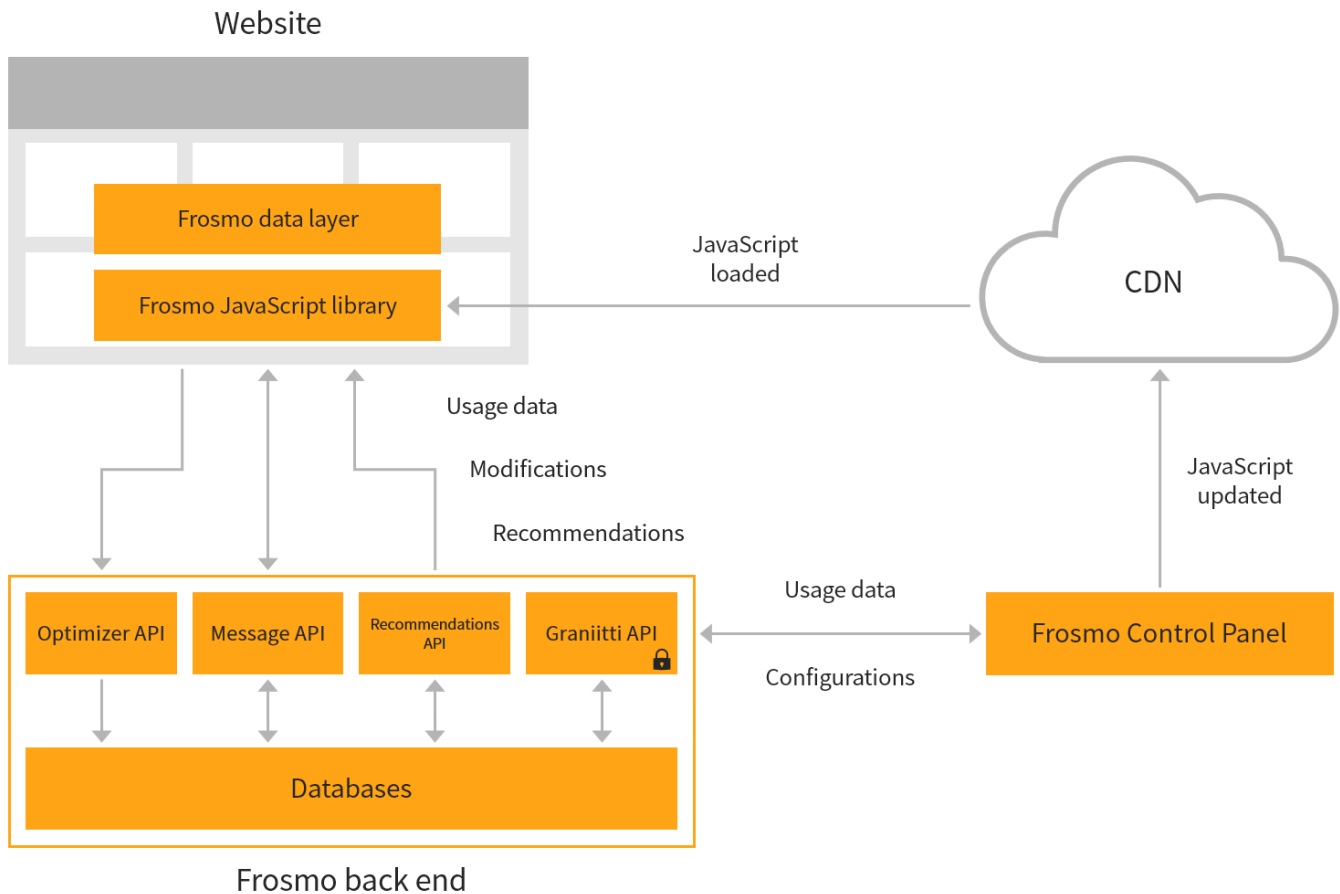 Website
Frosmo data layer
Frosmo JavaScript library
JavaScript
loaded
CDN
Usage data
Modifications
Recommendations
JavaScript
updated
Optimizer API
Message API
Recommendations
API
Graniitti API
Usage data
Configurations
Frosmo Control Panel
Databases
Frosmo back end